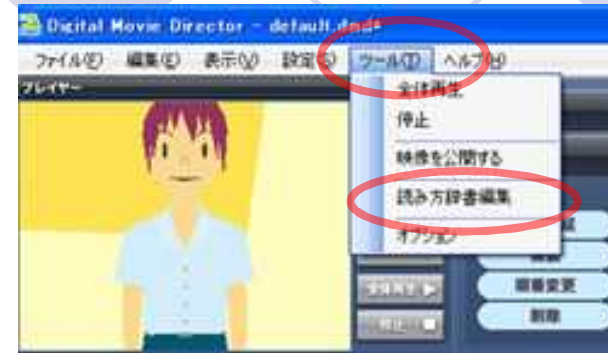 Digital Movie Director - default.dmd*
ファイル(F) 編集(E) 表示(V) 設定(S) ツール(T) ヘルプ(H)
プレイヤー
全体再生
停止
映像を公開する
読み方辞書編集
オプション
順番変更
削除